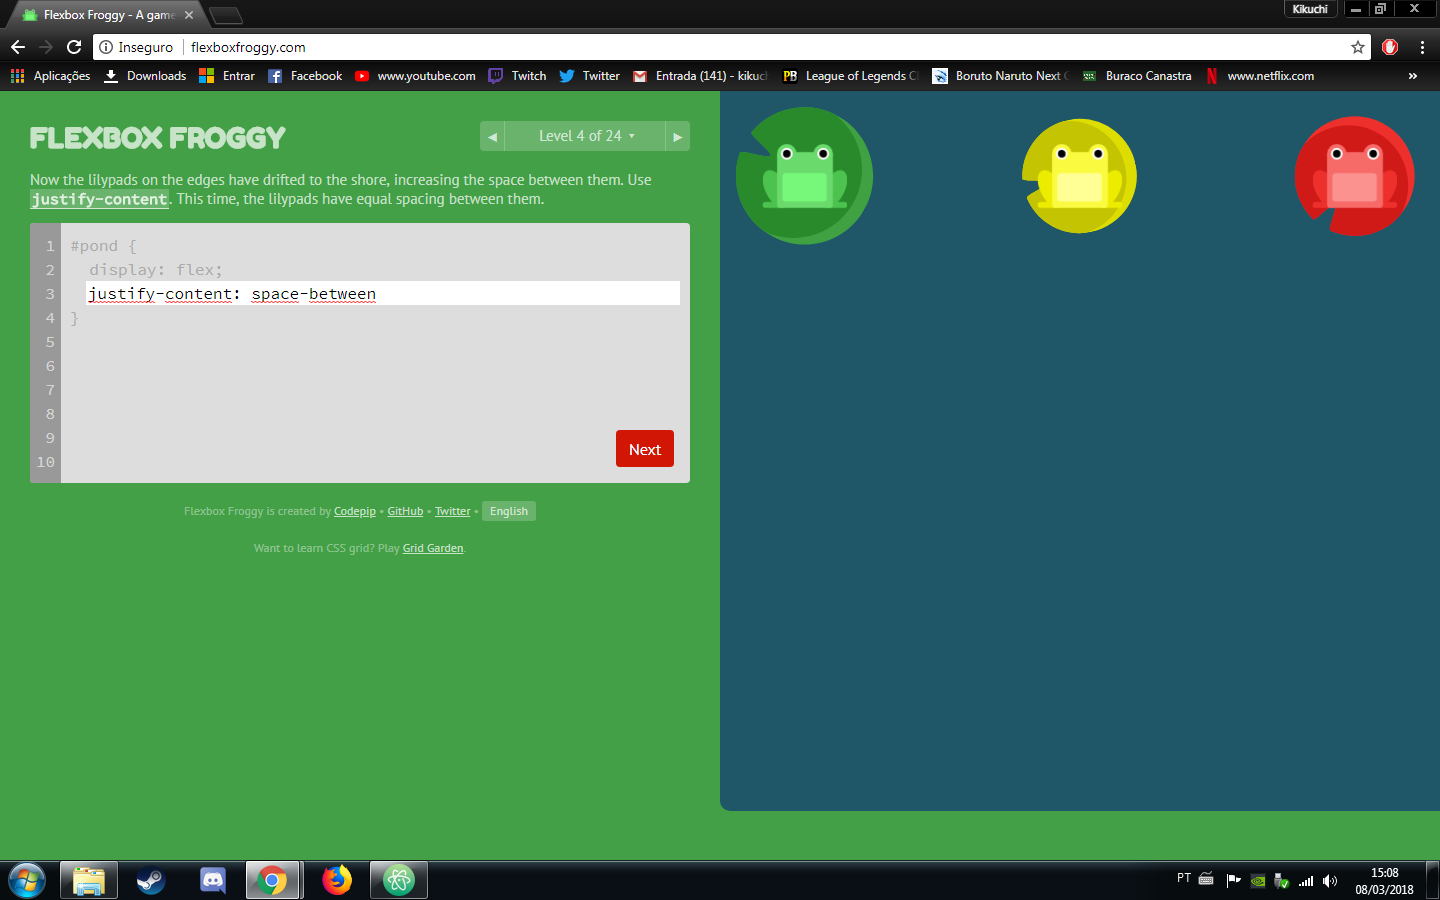 Flexbox Froggy - A game
Kikuchi
Inseguro flexboxfroggy.com
Aplicações Downloads Entrar Facebook www.youtube.com Twitch Twitter Entrada (141) - kikuch League of Legends C Boruto Naruto Next G Buraco Canastra www.netflix.com »
FLEXBOX FROGGY
Level 4 of 24
Now the lilypads on the edges have drifted to the shore, increasing the space between them. Use
justify-content. This time, the lilypads have equal spacing between them.
1 #pond {
2 display: flex;
3 justify-content: space-between
4 }
5
6
7
8
9
10
Next
Flexbox Froggy is created by Codepip • GitHub • Twitter • English
Want to learn CSS grid? Play Grid Garden.
PT
15:08
08/03/2018